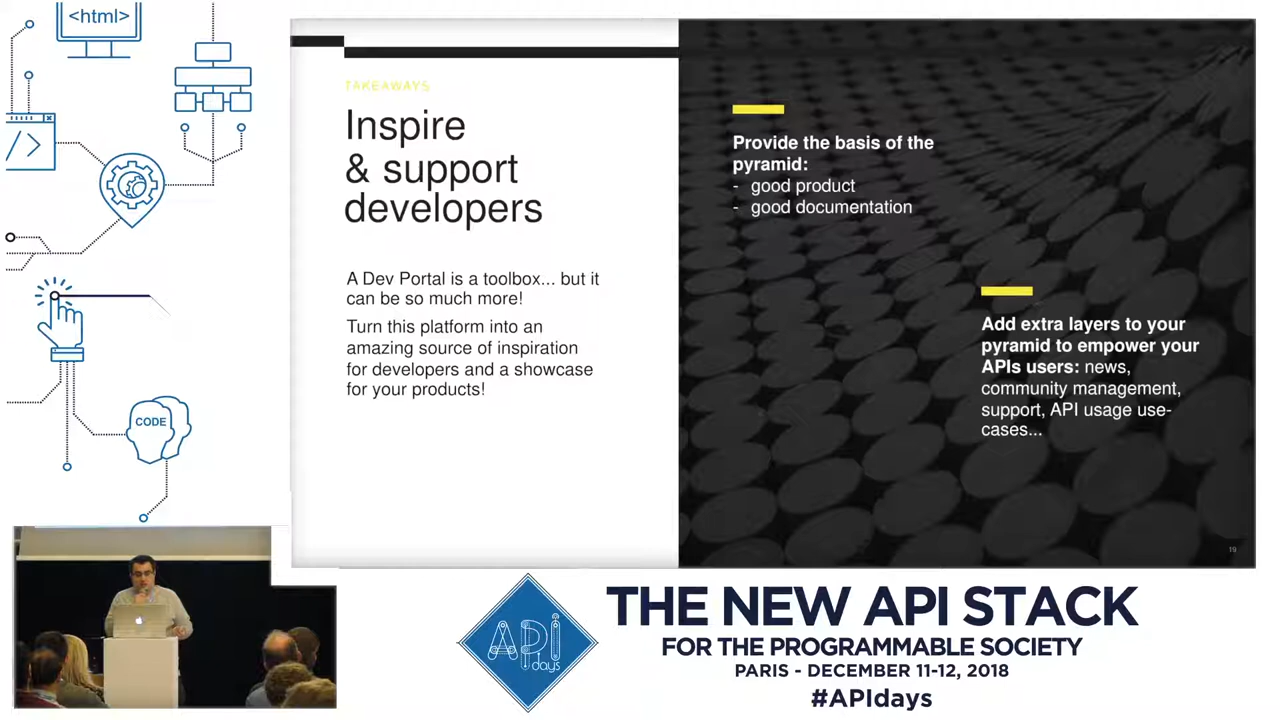 <html>
</>
CODE
TAKEAWAYS
Inspire
& support
developers
A Dev Portal is a toolbox... but it
can be so much more!
Turn this platform into an
amazing source of inspiration
for developers and a showcase
for your products!
Provide the basis of the
pyramid:
- good product
- good documentation
Add extra layers to your
pyramid to empower your
APIs users: news,
community management,
support, API usage use-
cases...
19
API
days
THE NEW API STACK
FOR THE PROGRAMMABLE SOCIETY
PARIS - DECEMBER 11-12, 2018
#APIdays